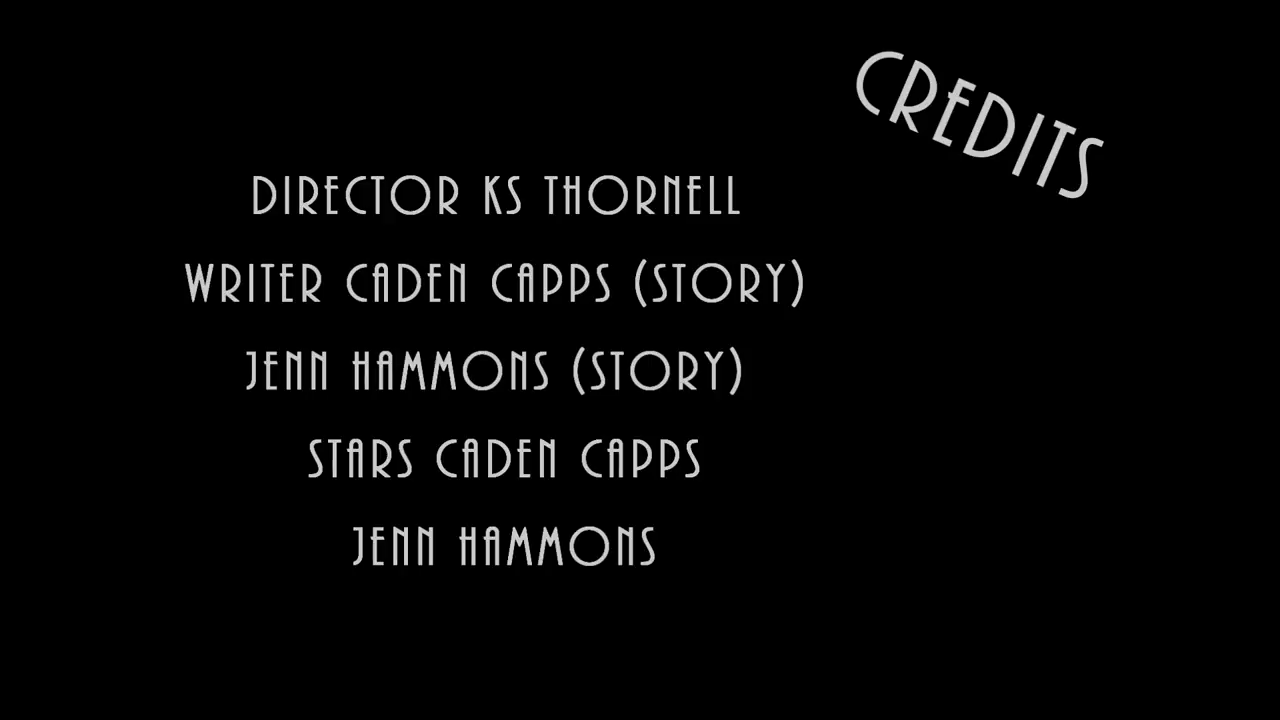 CREDITS
DIRECTOR KS THORNELL
WRITER CADEN CAPPS (STORY)
JENN HAMMONS (STORY)
STARS CADEN CAPPS
JENN HAMMONS